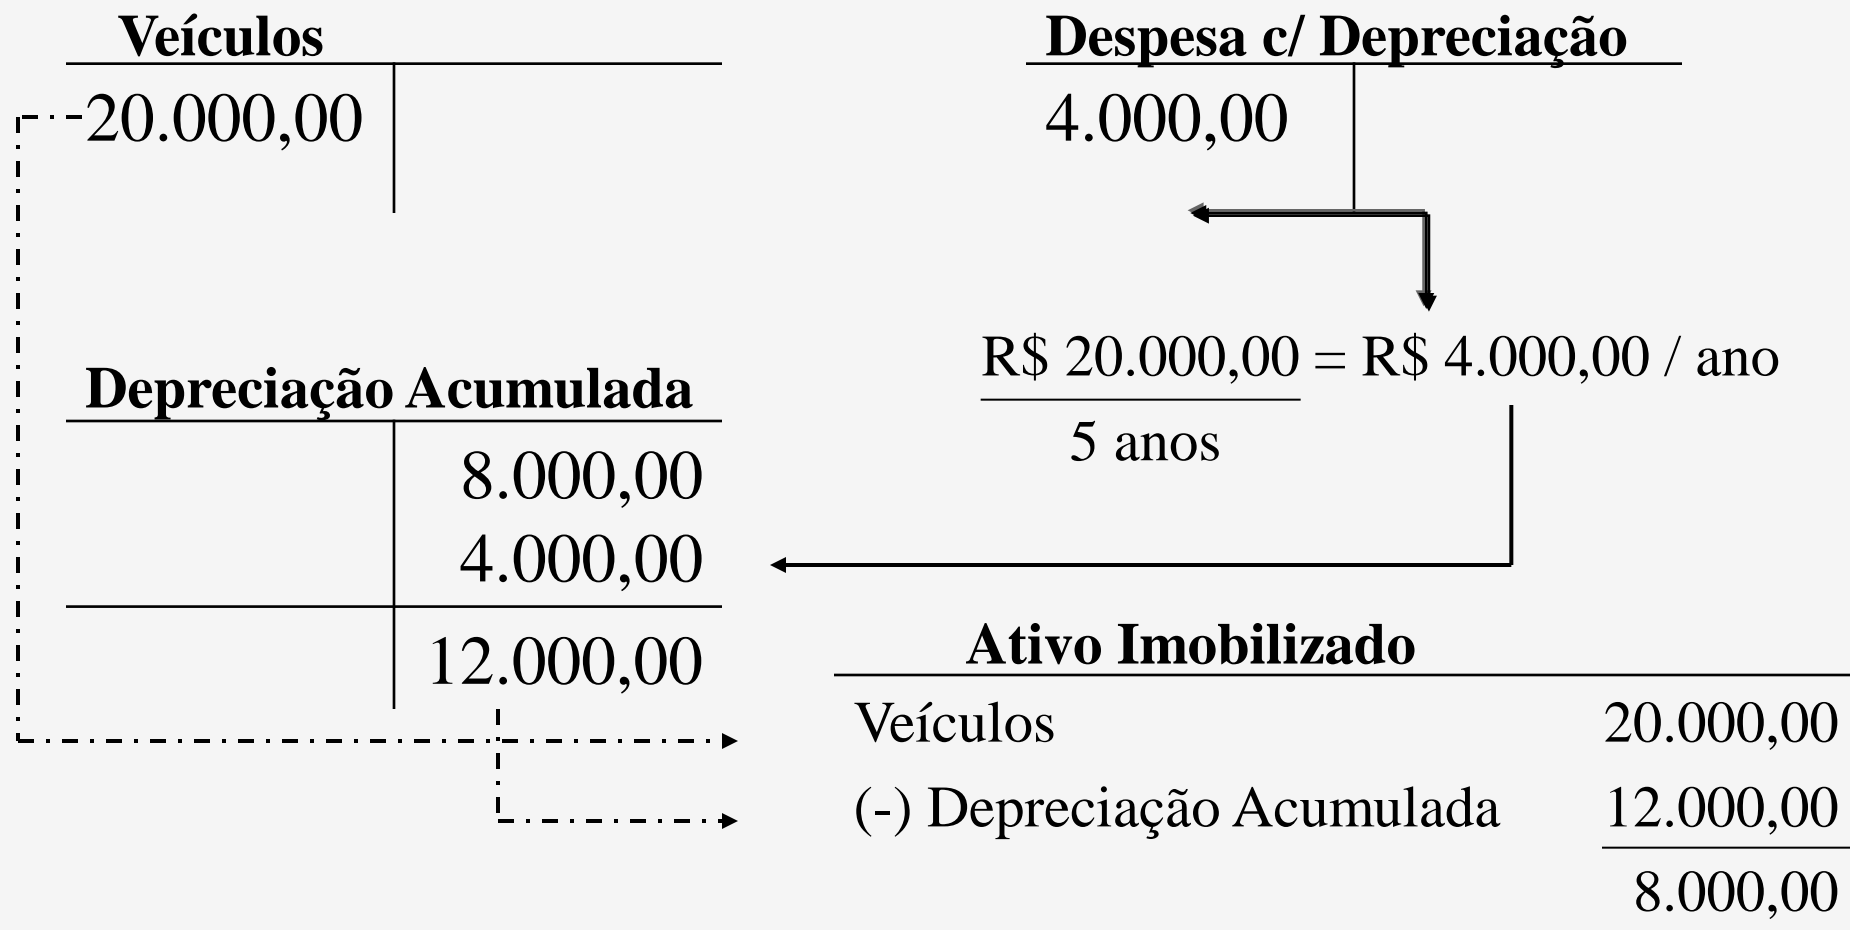 Veículos
20.000,00
Despesa c/ Depreciação
4.000,00
R$ 20.000,00 = R$ 4.000,00 / ano
5 anos
Depreciação Acumulada
8.000,00
4.000,00
12.000,00
Ativo Imobilizado
Veículos 20.000,00
(-) Depreciação Acumulada 12.000,00
8.000,00